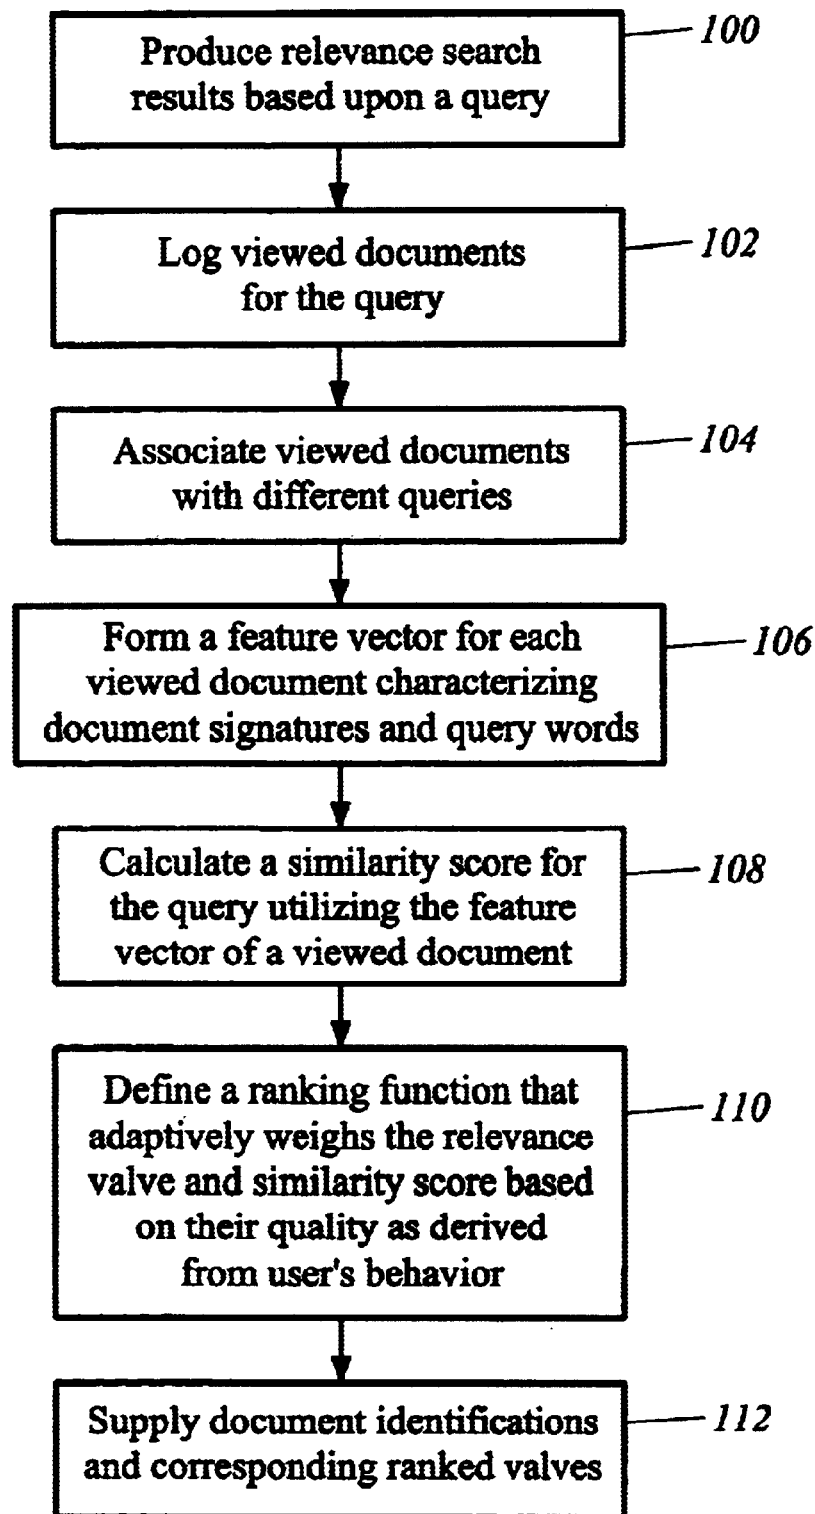 Produce relevance search
results based upon a query
100
Log viewed documents
for the query
102
Associate viewed documents
with different queries
104
Form a feature vector for each
viewed document characterizing
document signatures and query words
106
Calculate a similarity score for
the query utilizing the feature
vector of a viewed document
108
Define a ranking function that
adaptively weighs the relevance
valve and similarity score based
on their quality as derived
from user's behavior
110
Supply document identifications
and corresponding ranked valves
112